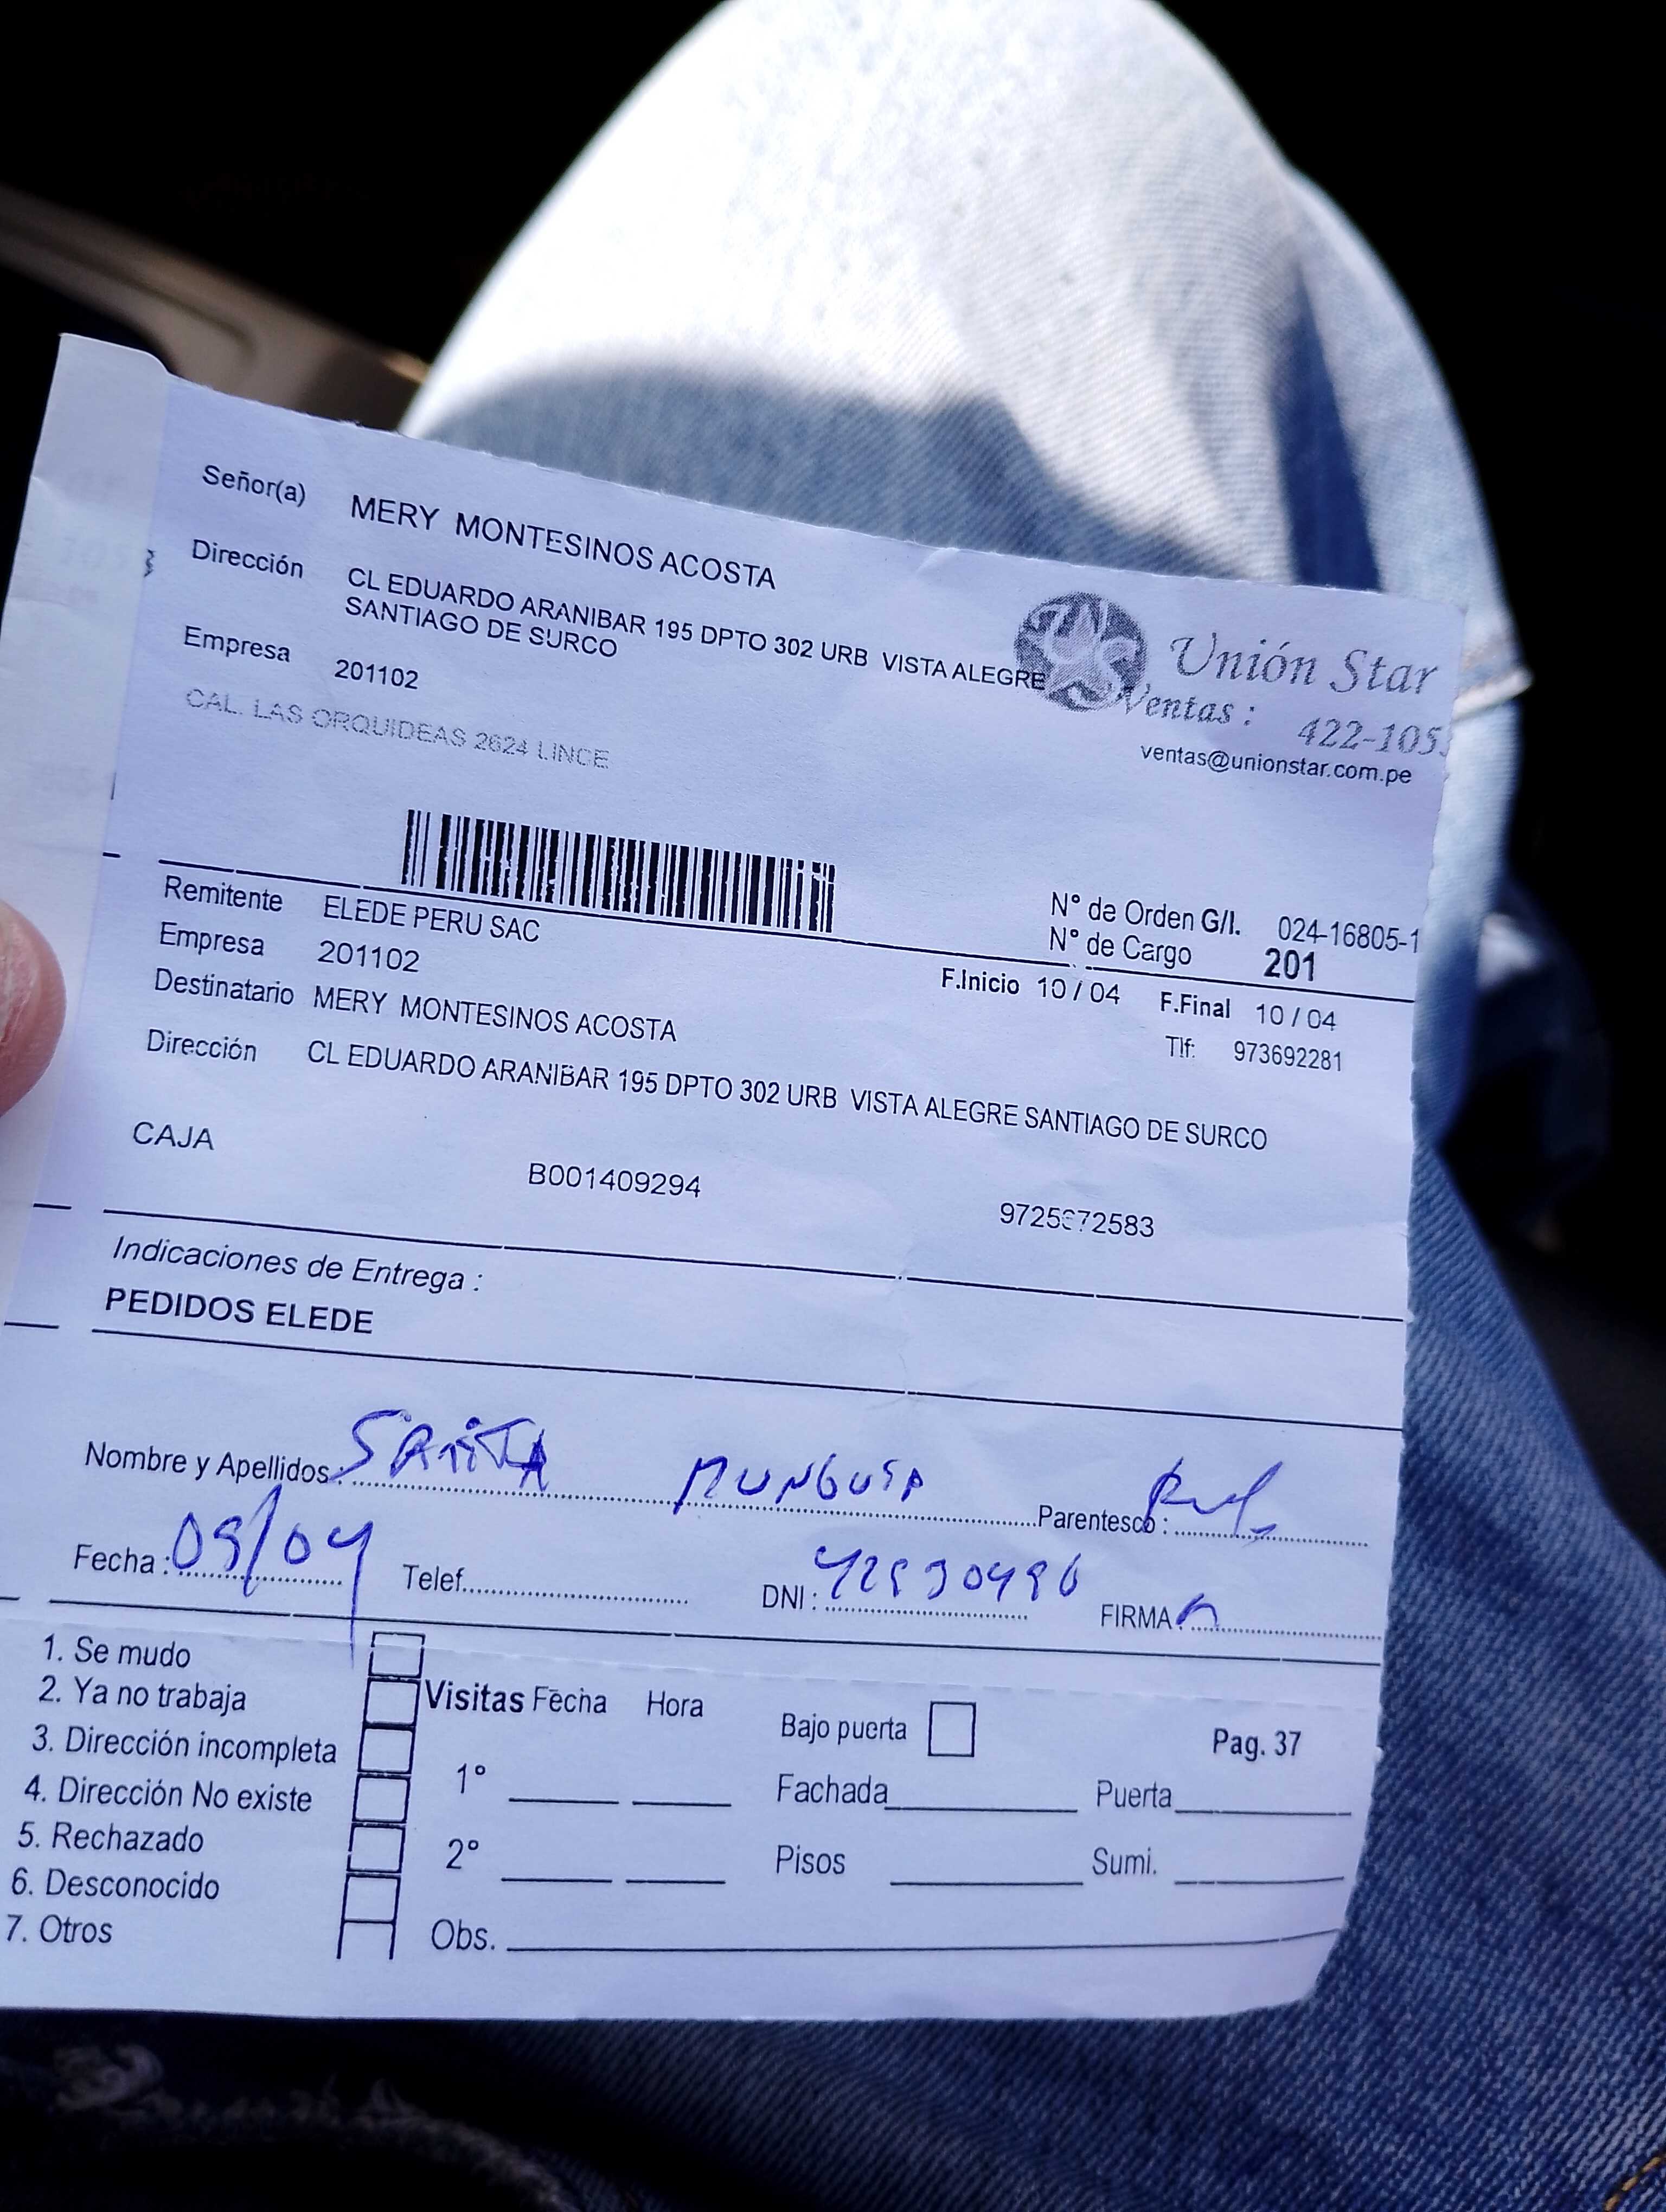 Señor(a) MERY MONTESINOS ACOSTA
Dirección CL EDUARDO ARANIBAR 195 DPTO 302 URB VISTA ALEGRE
SANTIAGO DE SURCO
Empresa 201102
CAL. LAS ORQUIDEAS 2624 LINCE
Unión Star
Ventas : 422-105
ventas@unionstar.com.pe
N° de Orden G/I. 024-16805-1
N° de Cargo 201
Remitente ELEDE PERU SAC
Empresa 201102
F.Inicio 10 / 04 F.Final 10 / 04
Destinatario MERY MONTESINOS ACOSTA
Tlf: 973692281
Dirección CL EDUARDO ARANIBAR 195 DPTO 302 URB VISTA ALEGRE SANTIAGO DE SURCO
CAJA B001409294
Indicaciones de Entrega :
PEDIDOS ELEDE
Nombre y Apellidos : MUNGUIA Parentesco :
Fecha : 09/04 Telef. DNI : FIRMA :
1. Se mudo
2. Ya no trabaja
3. Dirección incompleta
4. Dirección No existe
5. Rechazado
6. Desconocido
7. Otros
Visitas Fecha Hora
1°
2°
Obs.
Bajo puerta Pag. 37
Fachada Puerta
Pisos Sumi.